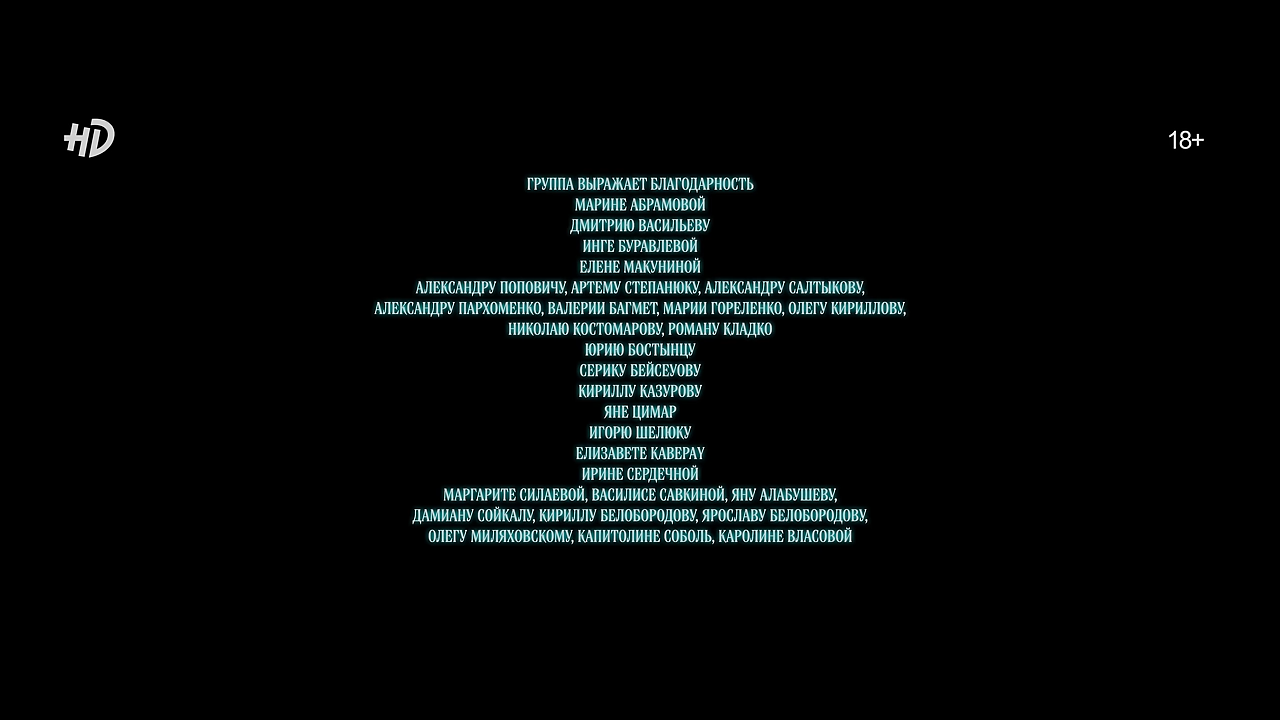 HD
18+
ГРУППА ВЫРАЖАЕТ БЛАГОДАРНОСТЬ
МАРИНЕ АБРАМОВОЙ
ДМИТРИЮ ВАСИЛЬЕВУ
ИНГЕ БУРАВЛЕВОЙ
ЕЛЕНЕ МАКУНИНОЙ
АЛЕКСАНДРУ ПОПОВИЧУ, АРТЕМУ СТЕПАНЮКУ, АЛЕКСАНДРУ САЛТЫКОВУ,
АЛЕКСАНДРУ ПАРХОМЕНКО, ВАЛЕРИИ БАГМЕТ, МАРИИ ГОРЕЛЕНКО, ОЛЕГУ КИРИЛЛОВУ,
НИКОЛАЮ КОСТОМАРОВУ, РОМАНУ КЛАДКО
ЮРИЮ БОСТЫНЦУ
СЕРИКУ БЕЙСЕУОВУ
КИРИЛЛУ КАЗУРОВУ
ЯНЕ ЦИМАР
ИГОРЮ ШЕЛЮКУ
ЕЛИЗАВЕТЕ КАВЕРАУ
ИРИНЕ СЕРДЕЧНОЙ
МАРГАРИТЕ СИЛАЕВОЙ, ВАСИЛИСЕ САВКИНОЙ, ЯНУ АЛАБУШЕВУ,
ДАМИАНУ СОЙКАЛУ, КИРИЛЛУ БЕЛОБОРОДОВУ, ЯРОСЛАВУ БЕЛОБОРОДОВУ,
ОЛЕГУ МИЛЯХОВСКОМУ, КАПИТОЛИНЕ СОБОЛЬ, КАРОЛИНЕ ВЛАСОВОЙ